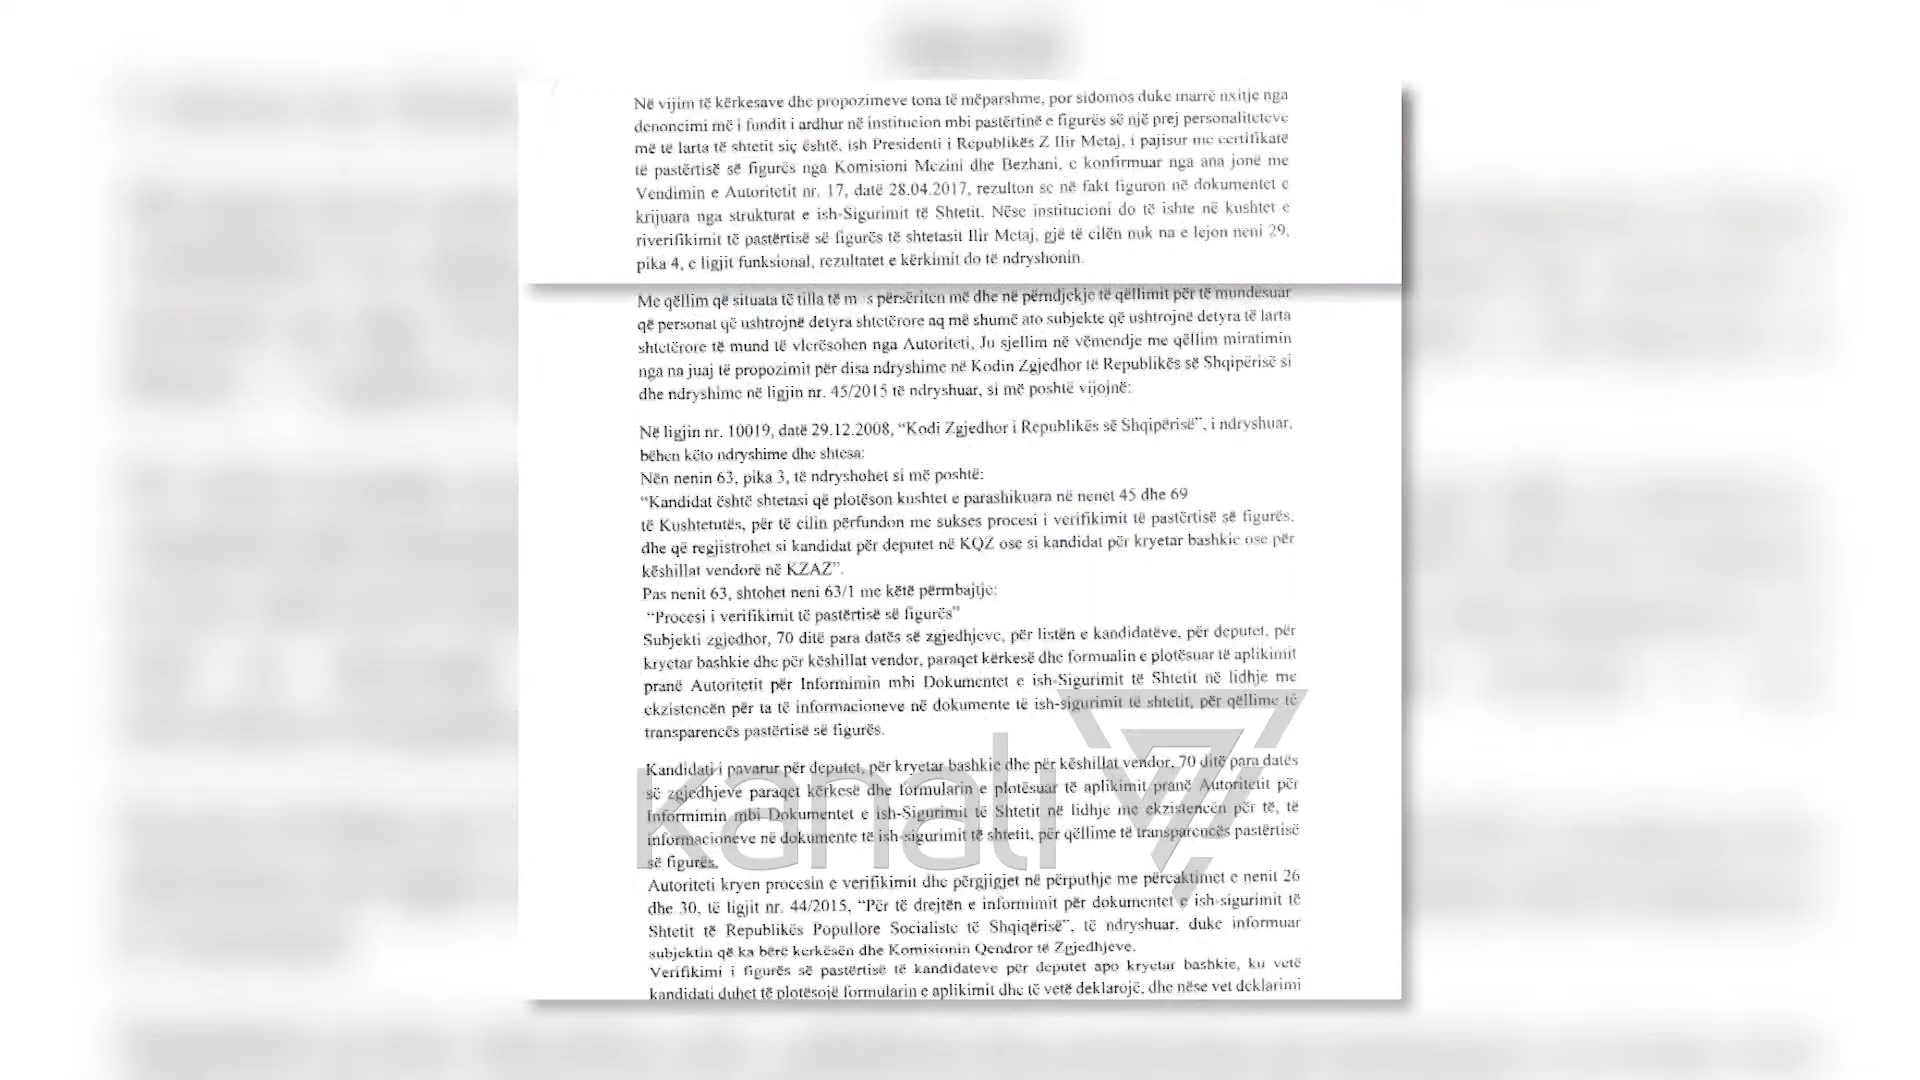 Në vijim të kërkesave dhe propozimeve tona të mëparshme, por sidomos duke marrë nxitje nga
denoncimi më i fundit i ardhur në institucion mbi pastërtinë e figurës së një prej personaliteteve
më të larta të shtetit siç është, ish Presidenti i Republikës Z Ilir Metaj, i pajisur me certifikatë
të pastërtisë së figurës nga Komisioni Mezini dhe Bezhani, e konfirmuar nga ana jonë me
Vendimin e Autoritetit nr. 17, datë 28.04.2017, rezulton se në fakt figuron në dokumentet e
krijuara nga strukturat e ish-Sigurimit të Shtetit. Nëse institucioni do të ishte në kushtet e
riverifikimit të pastërtisë së figurës të shtetasit Ilir Metaj, gjë të cilën nuk na e lejon neni 29,
pika 4, e ligjit funksional, rezultatet e kërkimit do të ndryshonin.
Me qëllim që situata të tilla të m s përsëriten më dhe në përndjekje të qëllimit për të mundësuar
që personat që ushtrojnë detyra shtetërore aq më shumë ato subjekte që ushtrojnë detyra të larta
shtetërore të mund të vlerësohen nga Autoriteti, Ju sjellim në vëmendje me qëllim miratimin
nga na juaj të propozimit për disa ndryshime në Kodin Zgjedhor të Republikës së Shqipërisë si
dhe ndryshime në ligjin nr. 45/2015 të ndryshuar, si më poshtë vijojnë:
Në ligjin nr. 10019, datë 29.12.2008, “Kodi Zgjedhor i Republikës së Shqipërisë”, i ndryshuar,
bëhen këto ndryshime dhe shtesa:
Nën nenin 63, pika 3, të ndryshohet si më poshtë:
“Kandidat është shtetasi që plotëson kushtet e parashikuara në nenet 45 dhe 69
të Kushtetutës, për të cilin përfundon me sukses procesi i verifikimit të pastërtisë së figurës,
dhe që regjistrohet si kandidat për deputet në KQZ ose si kandidat për kryetar bashkie ose për
këshillat vendorë në KZAZ”.
Pas nenit 63, shtohet neni 63/1 me këtë përmbajtje:
“Procesi i verifikimit të pastërtisë së figurës”
Subjekti zgjedhor, 70 ditë para datës së zgjedhjeve, për listën e kandidatëve, për deputet, për
kryetar bashkie dhe për këshillat vendor, paraqet kërkesë dhe formualin e plotësuar të aplikimit
pranë Autoritetit për Informimin mbi Dokumentet e ish-Sigurimit të Shtetit në lidhje me
ekzistencën për ta të informacioneve në dokumente të ish-sigurimit të shtetit, për qëllime të
transparencës pastërtisë së figurës.
Kandidati i pavarur për deputet, për kryetar bashkie dhe për këshillat vendor, 70 ditë para datës
së zgjedhjeve paraqet kërkesë dhe formularin e plotësuar të aplikimit pranë Autoritetit për
Informimin mbi Dokumentet e ish-Sigurimit të Shtetit në lidhje me ekzistencën për të, të
informacioneve në dokumente të ish-sigurimit të shtetit, për qëllime të transparencës pastërtisë
së figurës.
kanali 7
Autoriteti kryen procesin e verifikimit dhe përgjigjet në përputhje me përcaktimet e nenit 26
dhe 30, të ligjit nr. 44/2015, “Për të drejtën e informimit për dokumentet e ish-sigurimit të
Shtetit të Republikës Popullore Socialiste të Shqiqërisë”, të ndryshuar, duke informuar
subjektin që ka bërë kerkësën dhe Komisionin Qendror të Zgjedhjeve.
Verifikimi i figurës së pastërtisë të kandidateve për deputet apo kryetar bashkie, ku vetë
kandidati duhet të plotësojë formularin e aplikimit dhe të vetë deklarojë, dhe nëse vet deklarimi